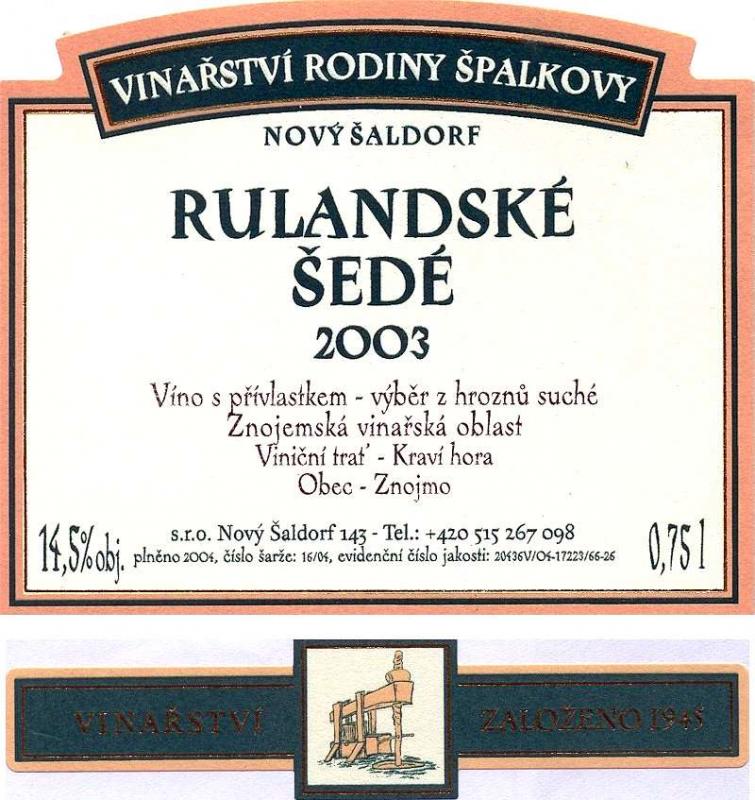 VINAŘSTVÍ RODINY ŠPALKOVY
NOVÝ ŠALDORF
RULANDSKÉ
ŠEDÉ
2003
Víno s přívlastkem - výběr z hroznů suché
Znojemská vinařská oblast
Viniční trať - Kraví hora
Obec - Znojmo
14,5% obj.
s.r.o. Nový Šaldorf 143 - Tel.: +420 515 267 098
plněno 2004, číslo šarže: 16/04, evidenční číslo jakosti: 20436V/04-17223/66-26
0,75 l
VINAŘSTVÍ
ZALOŽENO 1945